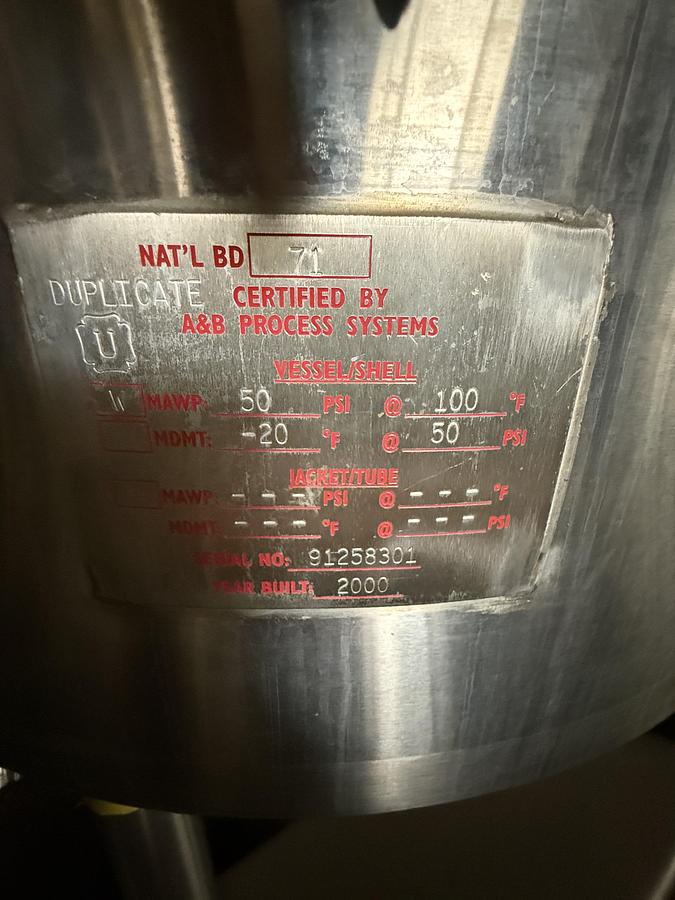 NAT'L BD 71
DUPLICATE CERTIFIED BY
A&B PROCESS SYSTEMS
U
VESSEL/SHELL
W MAWP: 50 PSI @ 100 °F
MDMT: -20 °F @ 50 PSI
JACKET/TUBE
MAWP: --- PSI @ --- °F
MDMT: --- °F @ --- PSI
SERIAL NO: 91258301
YEAR BUILT: 2000